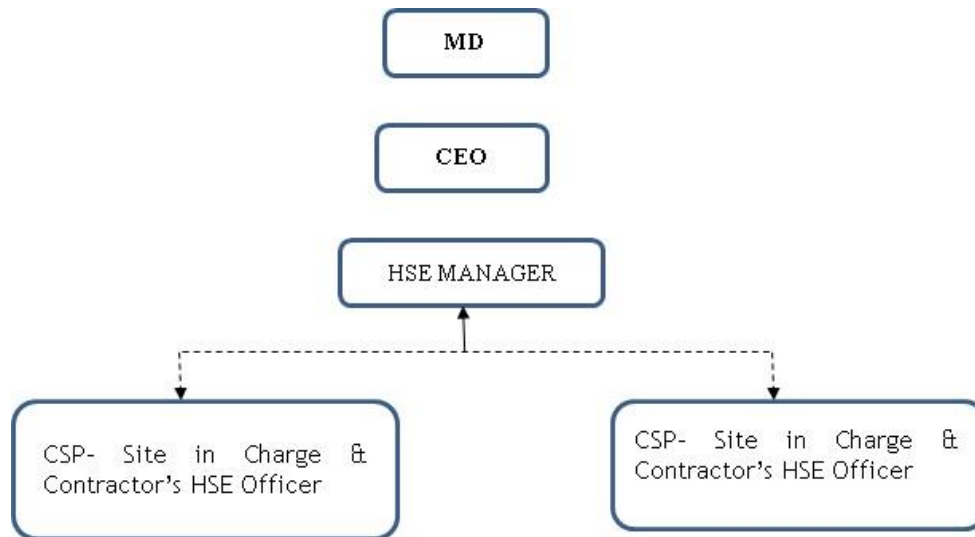 MD
CEO
HSE MANAGER
CSP- Site in Charge &
Contractor's HSE Officer
CSP- Site in Charge &
Contractor's HSE Officer